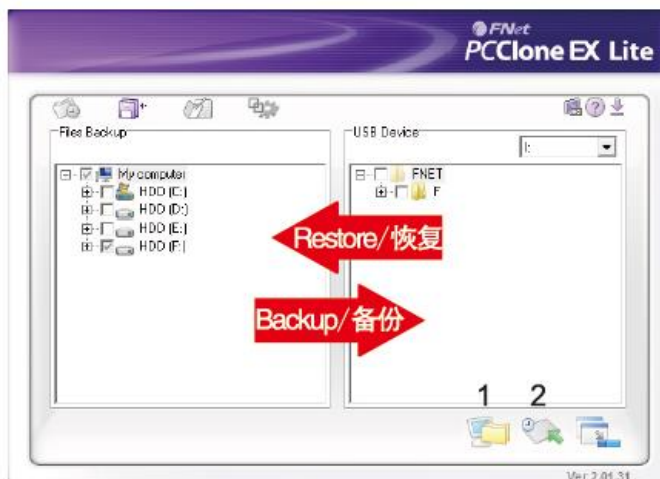 FNet
PCClone EX Lite
Files Backup
USB Device
I:
My computer
HDD (C:)
HDD (D:)
HDD (E:)
HDD (F:)
FNET
F
Restore/恢复
Backup/备份
1 2
Ver 2.01.31